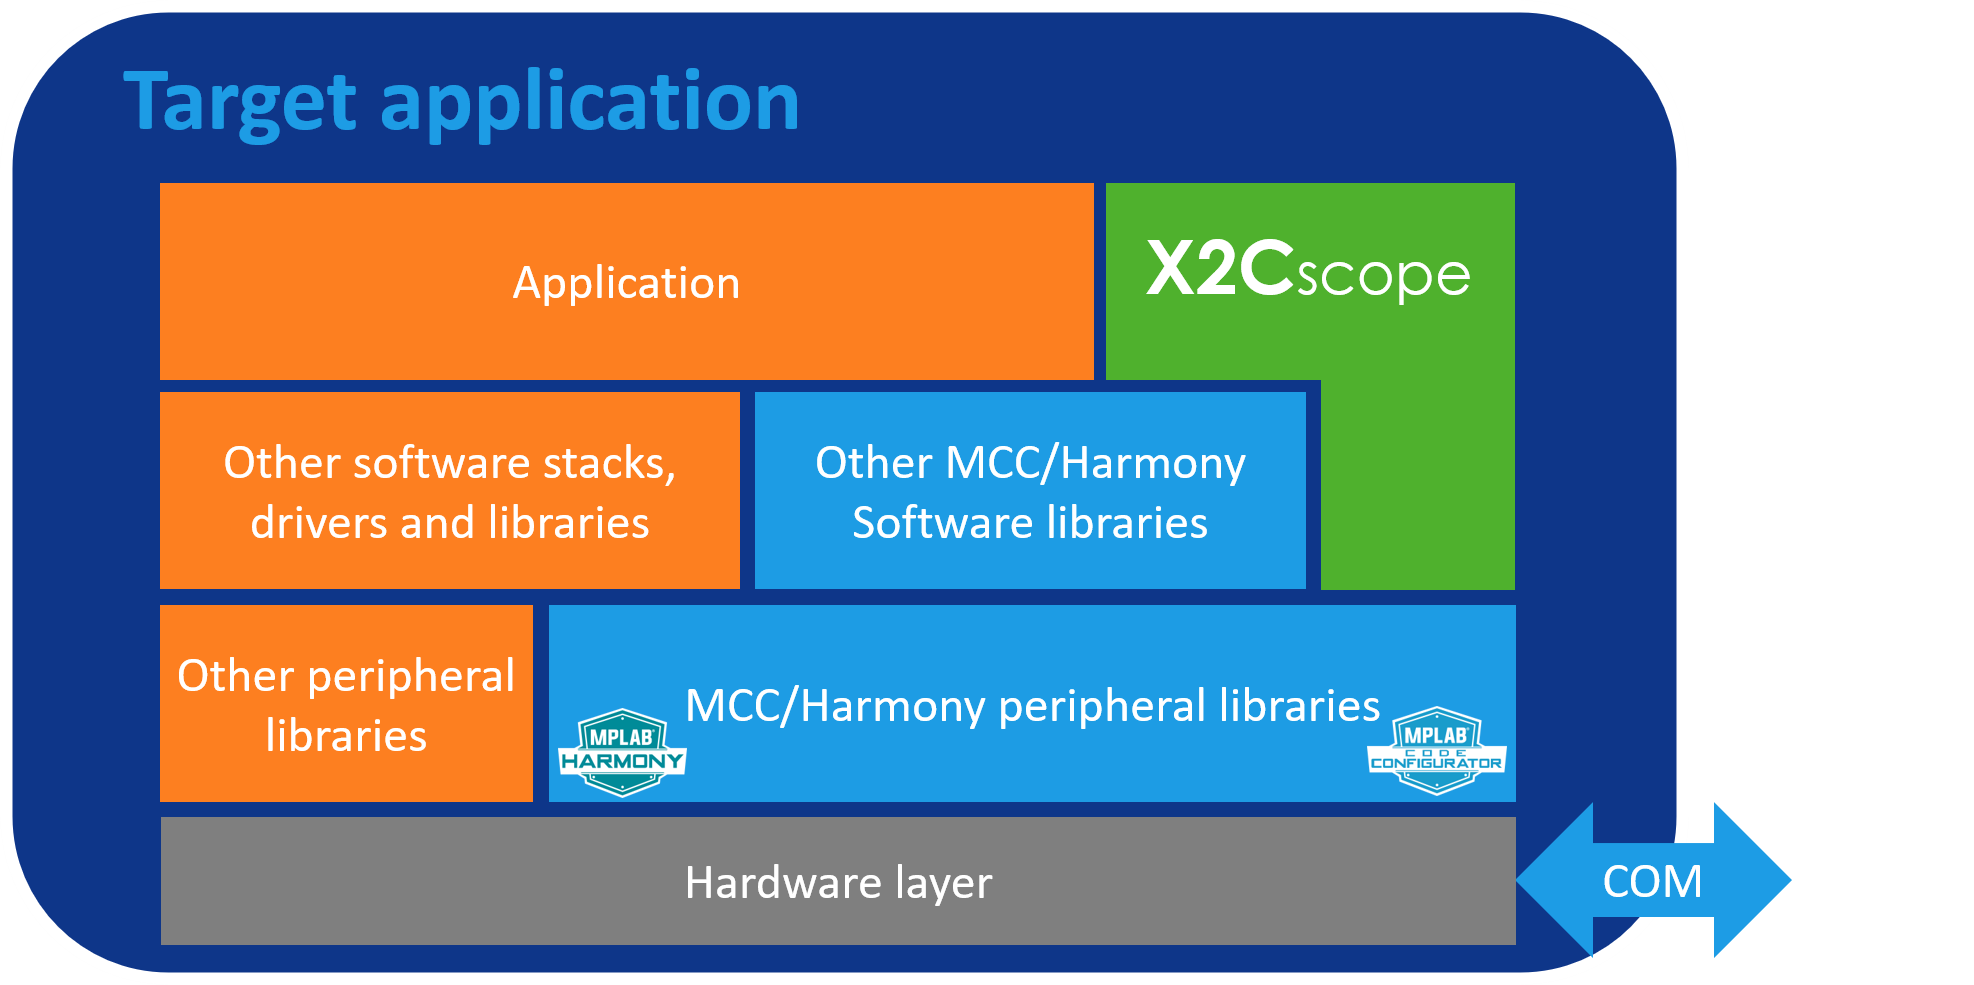 Target application
Application
X2Cscope
Other software stacks,
drivers and libraries
Other MCC/Harmony
Software libraries
Other peripheral
libraries
MCC/Harmony peripheral libraries
MPLAB®
HARMONY
MPLAB®
CODE
CONFIGURATOR
Hardware layer
COM